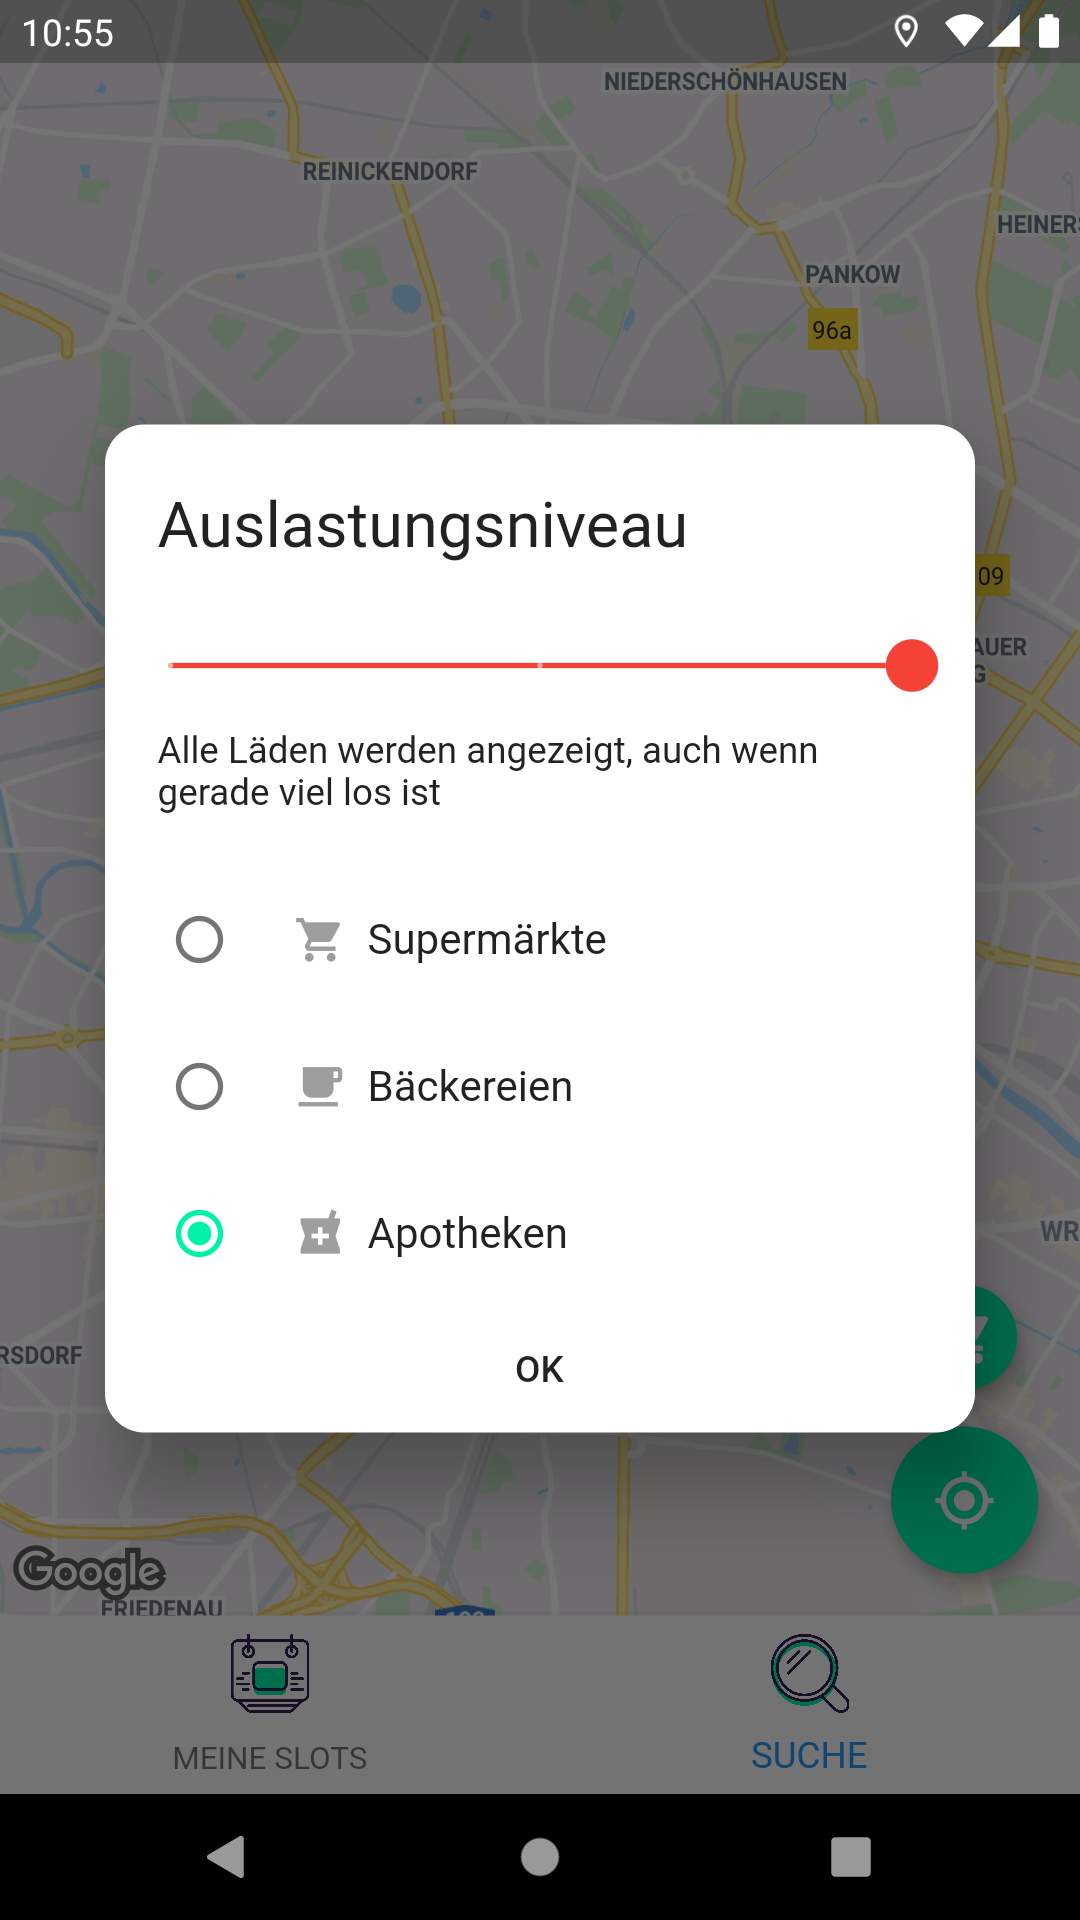 10:55
NIEDERSCHÖNHAUSEN
REINICKENDORF
HEINERS
PANKOW
96a
Auslastungsniveau
09
AUER
G
Alle Läden werden angezeigt, auch wenn
gerade viel los ist
Supermärkte
Bäckereien
Apotheken
WR
RSDORF
OK
Google
FRIEDENAU
MEINE SLOTS
SUCHE